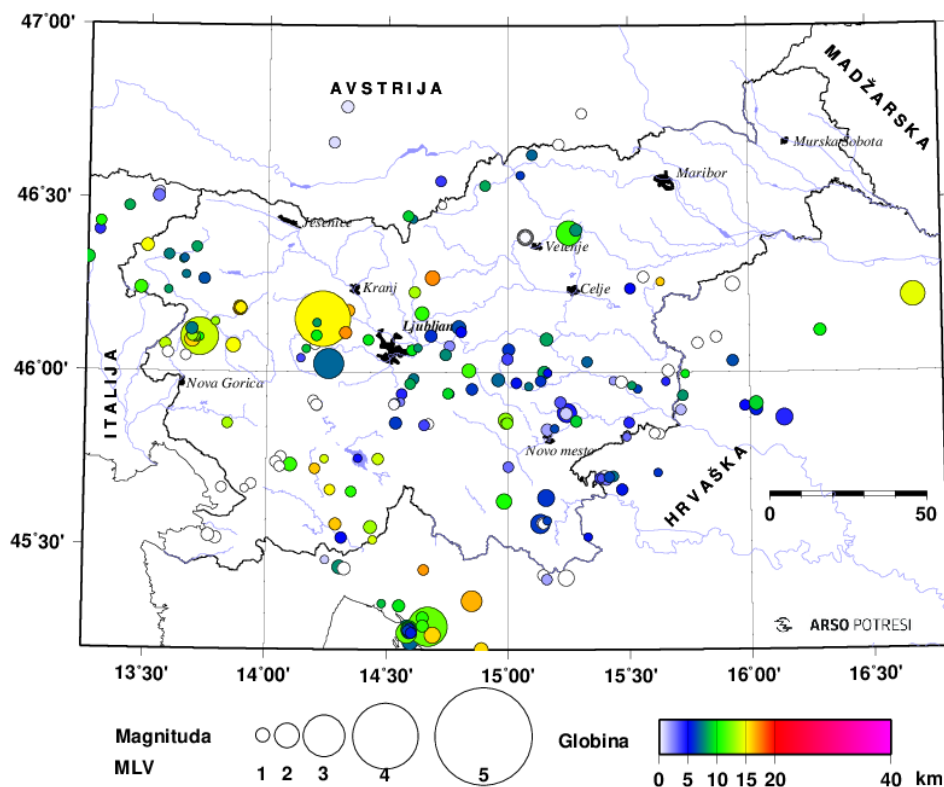 47˚00'
AVSTRIJA
MADŽARSKA
Murska Sobota
46˚30'
Maribor
Jesenice
Velenje
Kranj
Celje
Ljubljana
46˚00'
Nova Gorica
ITALIJA
Novo mesto
HRVAŠKA
0 50
45˚30'
ARSO POTRESI
13˚30' 14˚00' 14˚30' 15˚00' 15˚30' 16˚00' 16˚30'
Magnituda
MLV
1 2 3 4 5
Globina
0 5 10 15 20 40 km